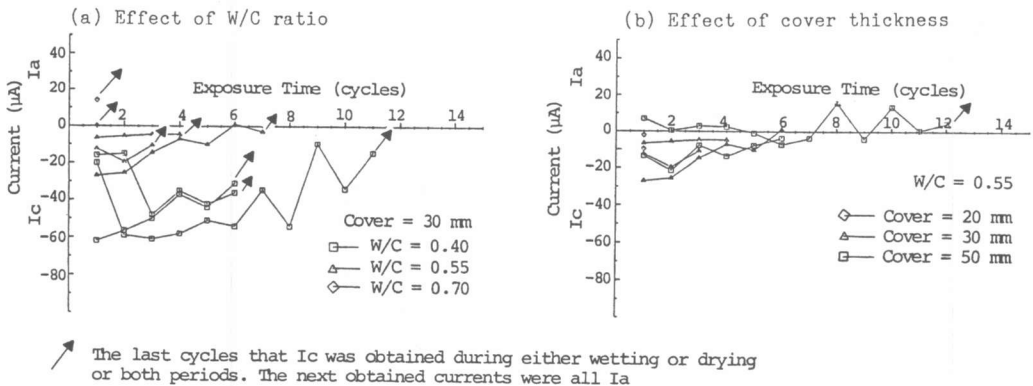 (a) Effect of W/C ratio
40
20
0
-20
-40
-60
-80
Ia
Current (μA)
Ic
Exposure Time (cycles)
2 4 6 8 10 12 14
Cover = 30 mm
W/C = 0.40
W/C = 0.55
W/C = 0.70
(b) Effect of cover thickness
40
20
0
-20
-40
-60
-80
Ia
Current (μA)
Ic
Exposure Time (cycles)
2 4 6 8 10 12 14
W/C = 0.55
Cover = 20 mm
Cover = 30 mm
Cover = 50 mm
The last cycles that Ic was obtained during either wetting or drying
or both periods. The next obtained currents were all Ia